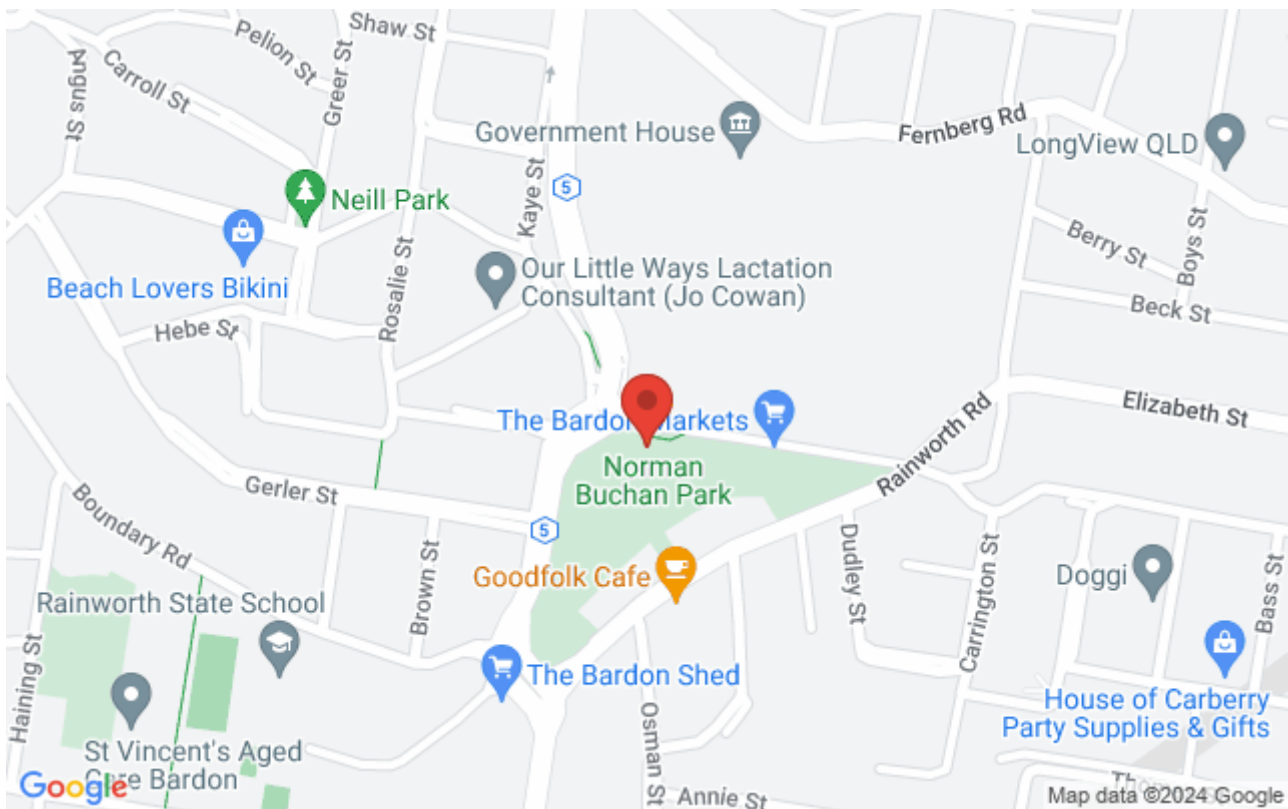 Shaw St
Pelion St
Greer St
Carroll St
Angus St
Government House
Fernberg Rd
LongView QLD
5
Kaye St
Neill Park
Rosalie St
Berry St
Boys St
Beach Lovers Bikini
Our Little Ways Lactation
Consultant (Jo Cowan)
Beck St
Hebe St
Elizabeth St
The Bardon Markets
Rainworth Rd
Norman
Buchan Park
Gerler St
Boundary Rd
5
Goodfolk Cafe
Dudley St
Doggi
Bass St
Carrington St
Rainworth State School
Brown St
Haining St
The Bardon Shed
House of Carberry
Party Supplies & Gifts
St Vincent's Aged
Care Bardon
Osman St
Annie St
Google
Map data ©2024 Google